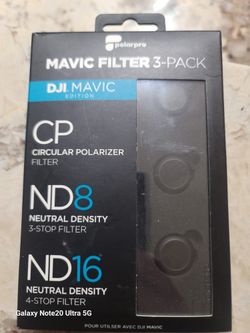 polarpro
MAVIC FILTER 3-PACK
DJI MAVIC
EDITION
CP
CIRCULAR POLARIZER
FILTER
ND8
NEUTRAL DENSITY
3-STOP FILTER
ND16
NEUTRAL DENSITY
4-STOP FILTER
Galaxy Note20 Ultra 5G
POUR UTILISER AVEC DJI MAVIC